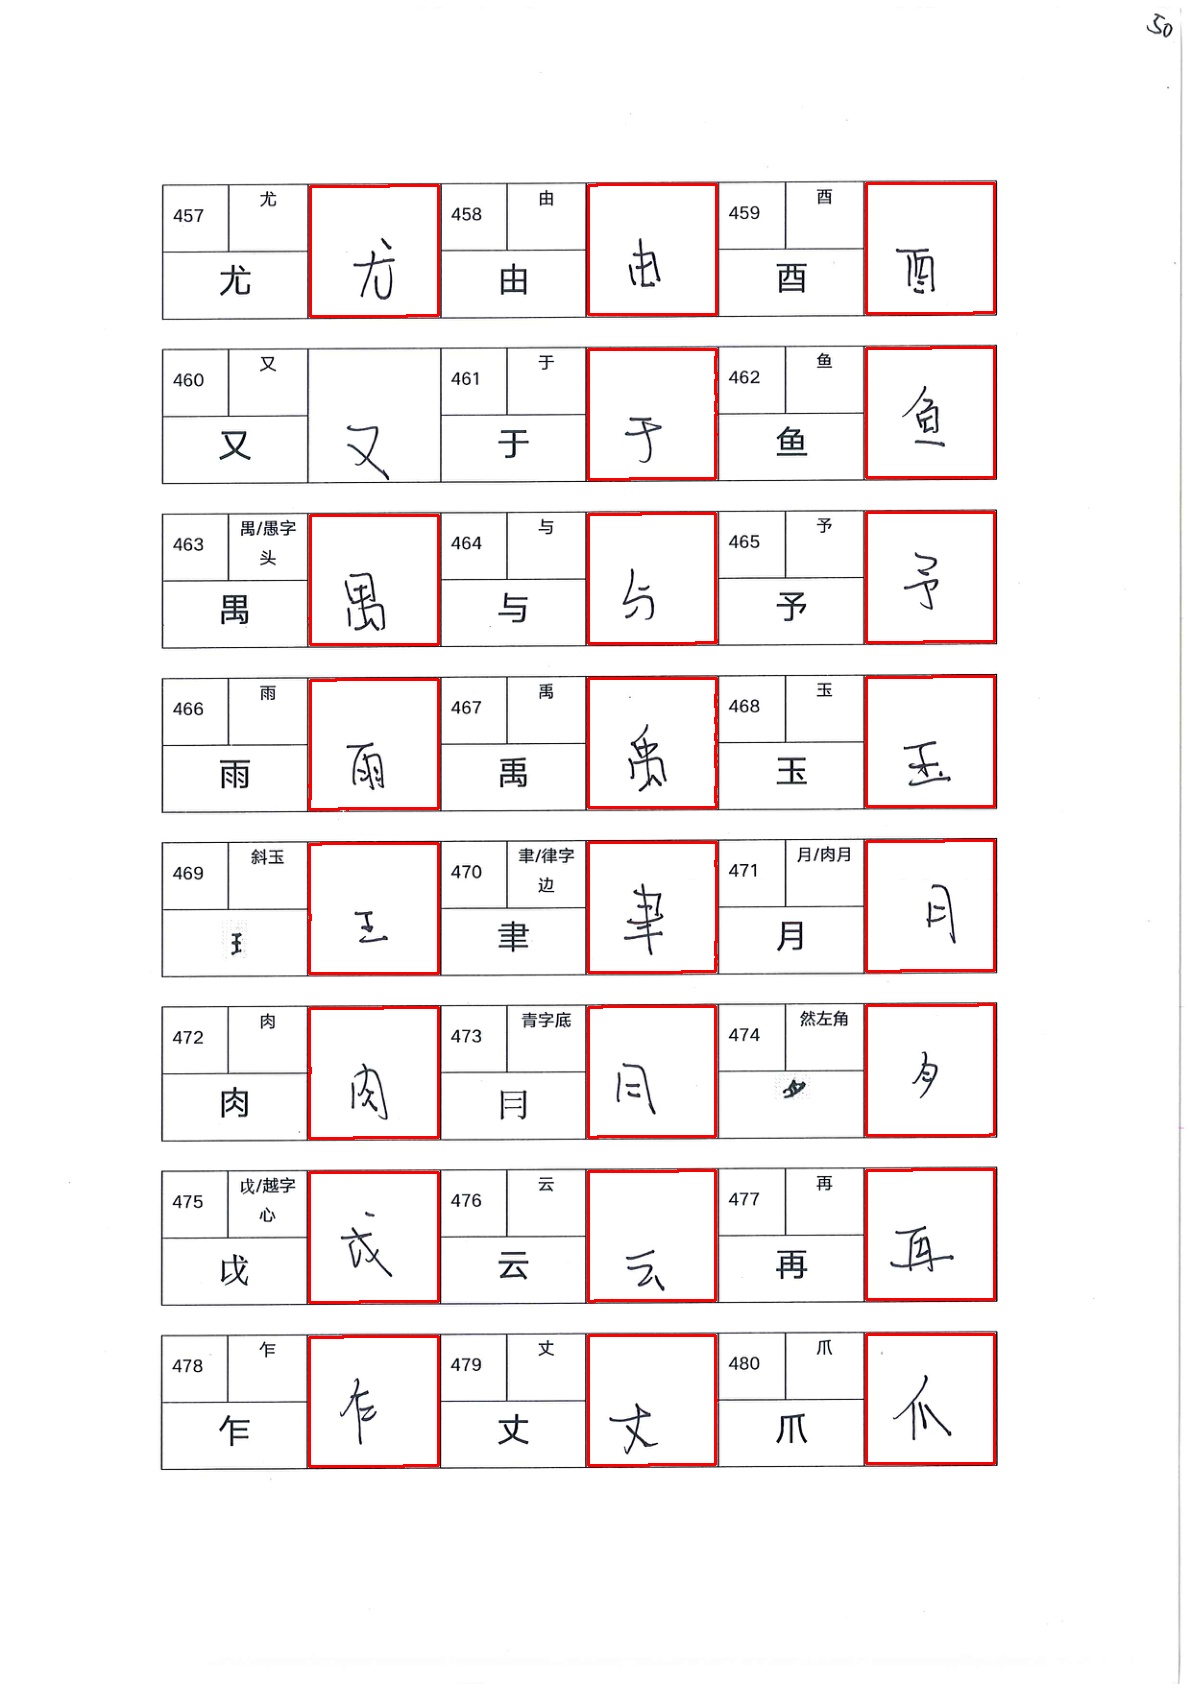 50
457 尤 尤 尤 458 由 由 由 459 酉 酉 酉
460 又 又 又 461 于 于 于 462 鱼 鱼 鱼
463 禺/愚字头 禺 禺 464 与 与 与 465 予 予 予
466 雨 雨 雨 467 禹 禹 禹 468 玉 玉 玉
469 斜玉 𤣩 王 470 聿/律字边 聿 聿 471 月/肉月 月 月
472 肉 肉 肉 473 青字底 冃 月 474 然左角
475 戉/越字心 戉 戉 476 云 云 云 477 再 再 再
478 乍 乍 乍 479 丈 丈 丈 480 爪 爪 爪